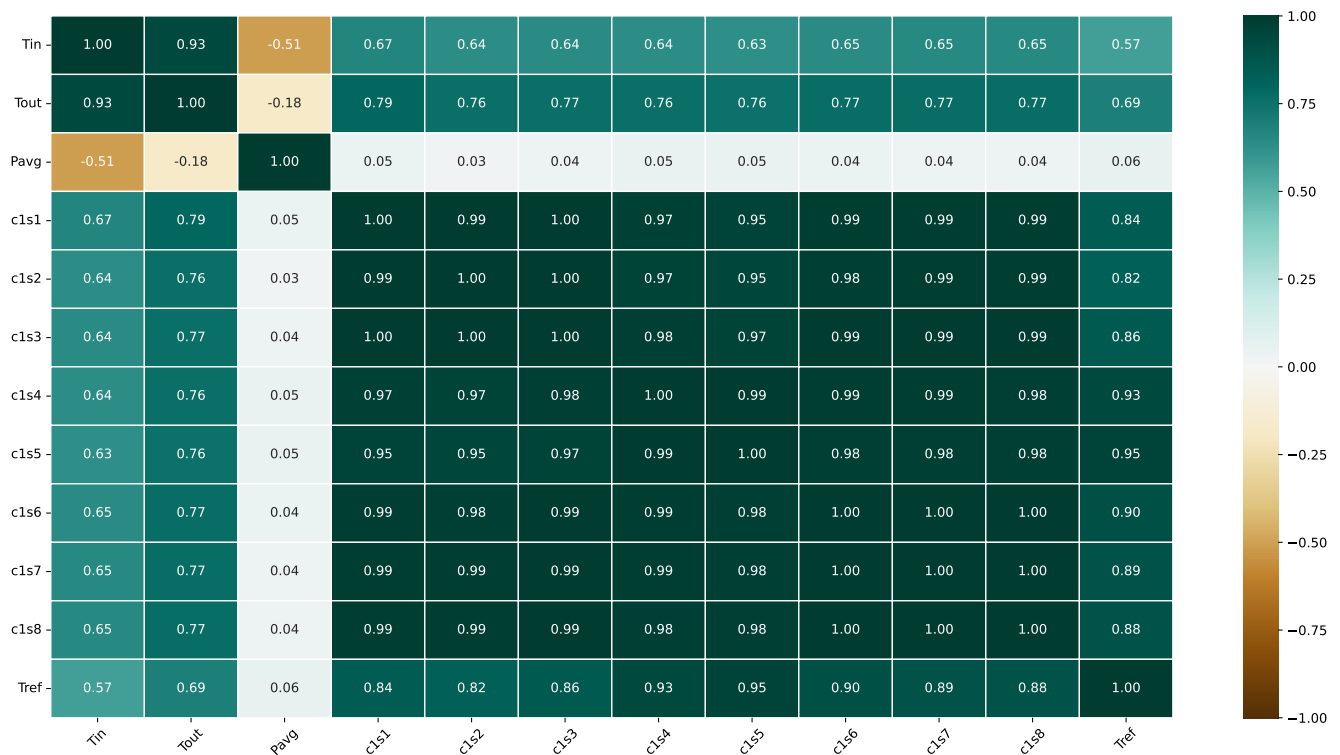 Tin 1.00 0.93 -0.51 0.67 0.64 0.64 0.64 0.63 0.65 0.65 0.65 0.57
Tout 0.93 1.00 -0.18 0.79 0.76 0.77 0.76 0.76 0.77 0.77 0.77 0.69
Pavg -0.51 -0.18 1.00 0.05 0.03 0.04 0.05 0.05 0.04 0.04 0.04 0.06
c1s1 0.67 0.79 0.05 1.00 0.99 1.00 0.97 0.95 0.99 0.99 0.99 0.84
c1s2 0.64 0.76 0.03 0.99 1.00 1.00 0.97 0.95 0.98 0.99 0.99 0.82
c1s3 0.64 0.77 0.04 1.00 1.00 1.00 0.98 0.97 0.99 0.99 0.99 0.86
c1s4 0.64 0.76 0.05 0.97 0.97 0.98 1.00 0.99 0.99 0.99 0.98 0.93
c1s5 0.63 0.76 0.05 0.95 0.95 0.97 0.99 1.00 0.98 0.98 0.98 0.95
c1s6 0.65 0.77 0.04 0.99 0.98 0.99 0.99 0.98 1.00 1.00 1.00 0.90
c1s7 0.65 0.77 0.04 0.99 0.99 0.99 0.99 0.98 1.00 1.00 1.00 0.89
c1s8 0.65 0.77 0.04 0.99 0.99 0.99 0.98 0.98 1.00 1.00 1.00 0.88
Tref 0.57 0.69 0.06 0.84 0.82 0.86 0.93 0.95 0.90 0.89 0.88 1.00
Tin Tout Pavg c1s1 c1s2 c1s3 c1s4 c1s5 c1s6 c1s7 c1s8 Tref
1.00
0.75
0.50
0.25
0.00
−0.25
−0.50
−0.75
−1.00